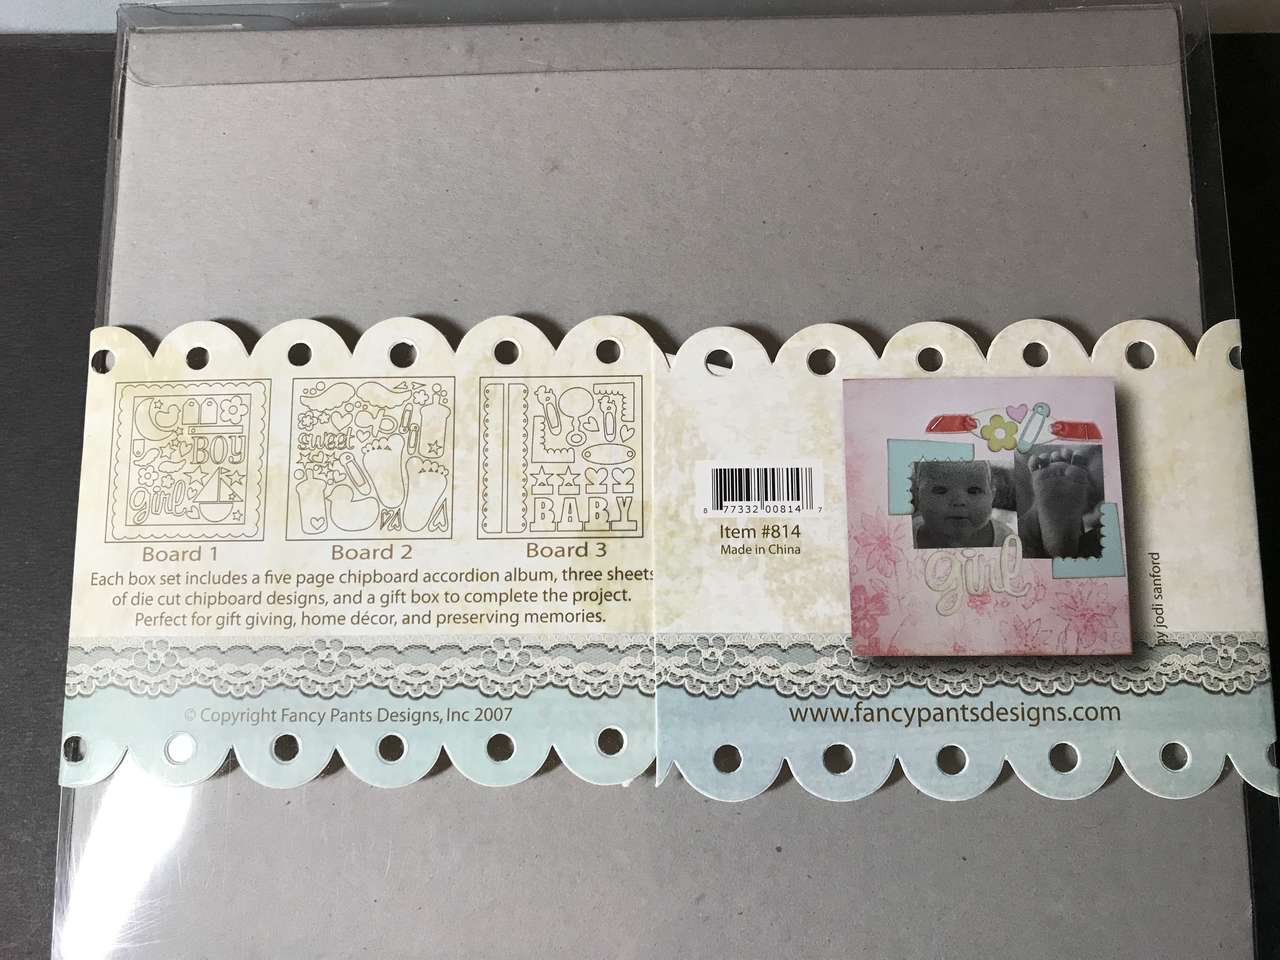 BOY
girl
sweet
BABY
Board 1
Board 2
Board 3
Each box set includes a five page chipboard accordion album, three sheets
of die cut chipboard designs, and a gift box to complete the project.
Perfect for gift giving, home décor, and preserving memories.
© Copyright Fancy Pants Designs, Inc 2007
8 77332 00814 7
Item #814
Made in China
girl
by jodi sanford
www.fancypantsdesigns.com